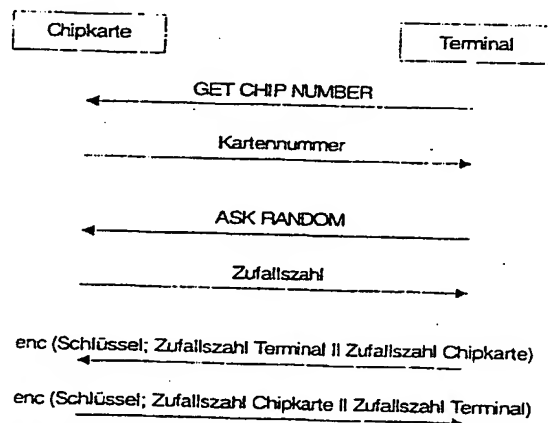 Chipkarte
Terminal
GET CHIP NUMBER
Kartennummer
ASK RANDOM
Zufallszahl
enc (Schlüssel; Zufallszahl Terminal II Zufallszahl Chipkarte)
enc (Schlüssel; Zufallszahl Chipkarte II Zufallszahl Terminal)